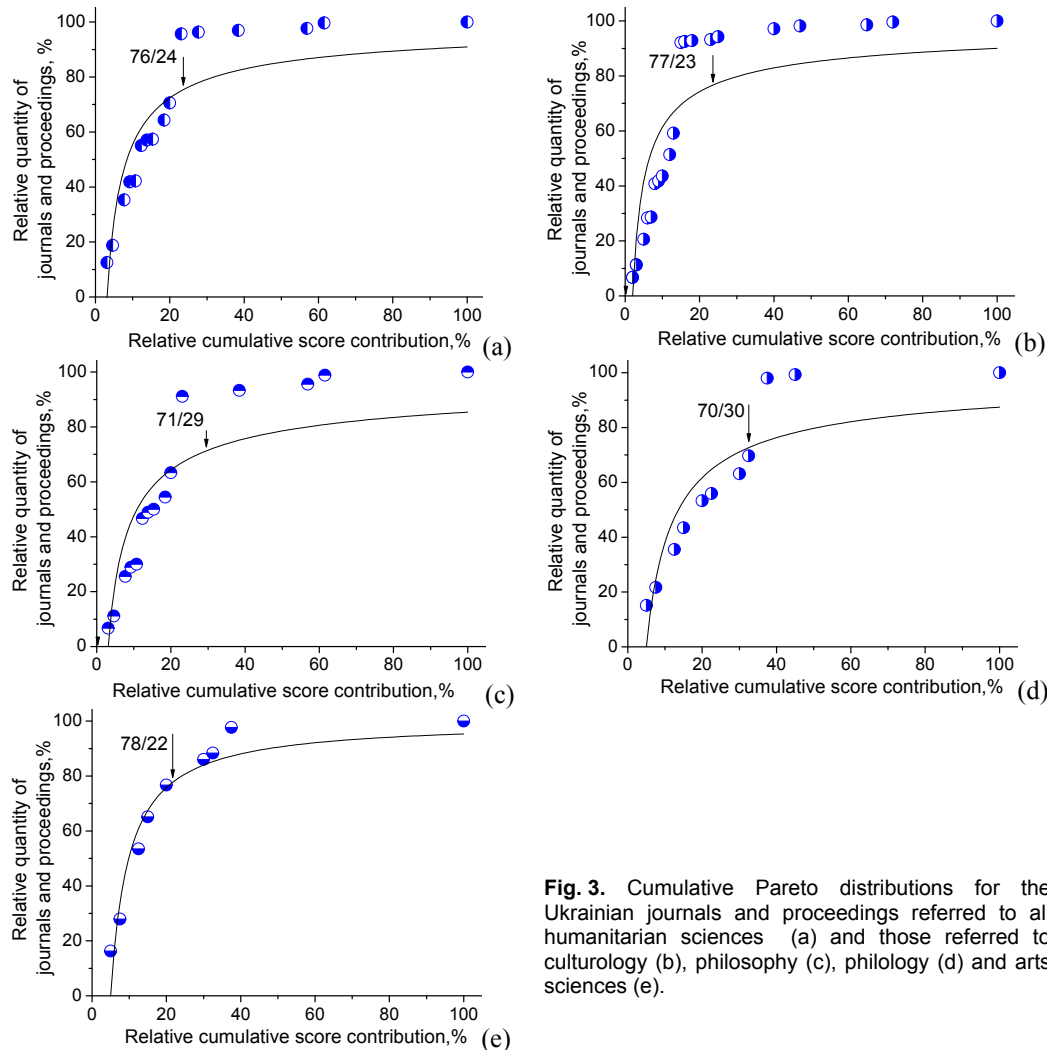 100
80
60
40
20
0
0 20 40 60 80 100
76/24
Relative quantity of
journals and proceedings, %
Relative cumulative score contribution,%
(a)
100
80
60
40
20
0
0 20 40 60 80 100
77/23
Relative quantity of
journals and proceedings, %
Relative cumulative score contribution,%
(b)
100
80
60
40
20
0
0 20 40 60 80 100
71/29
Relative quantity of
journals and proceedings,%
Relative cumulative score contribution,%
(c)
100
80
60
40
20
0
0 20 40 60 80 100
70/30
Relative quantity of
journals and proceedings,%
Relative cumulative score contribution,%
(d)
100
80
60
40
20
0
0 20 40 60 80 100
78/22
Relative quantity of
journals and proceedings,%
Relative cumulative score contribution,%
(e)
Fig. 3. Cumulative Pareto distributions for the
Ukrainian journals and proceedings referred to al
humanitarian sciences (a) and those referred to
culturology (b), philosophy (c), philology (d) and arts
sciences (e).